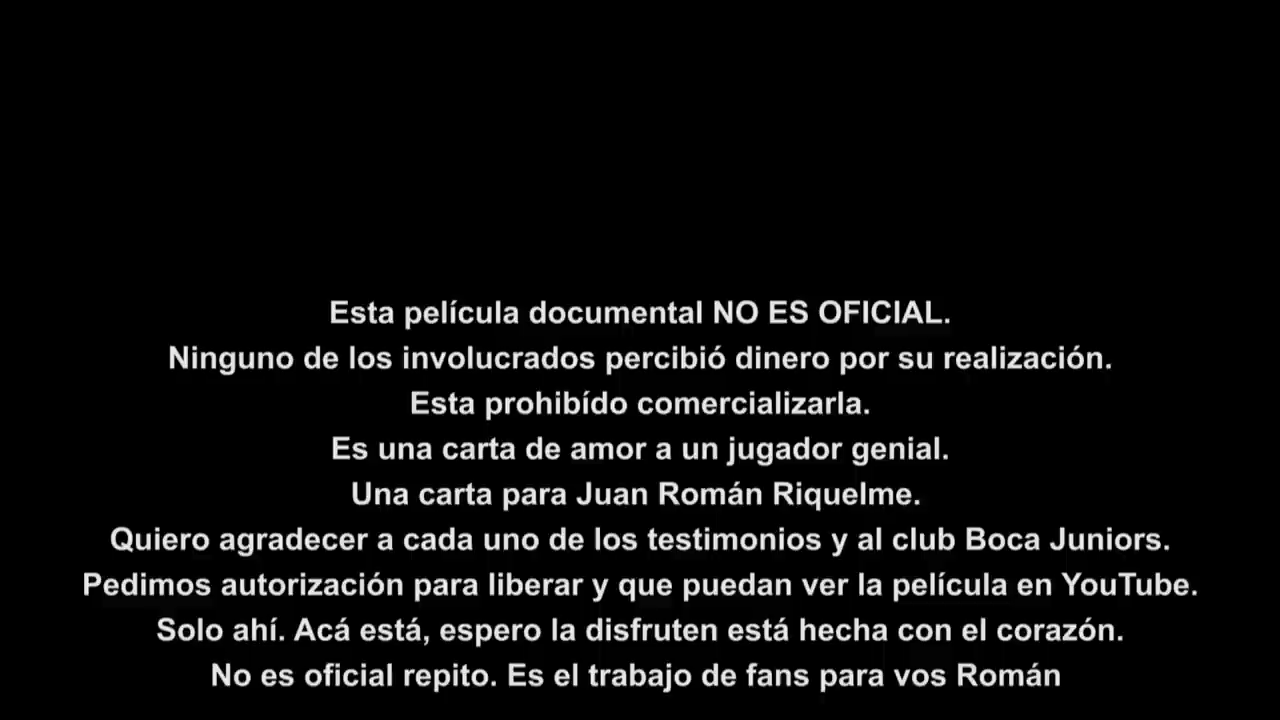 Esta película documental NO ES OFICIAL.
Ninguno de los involucrados percibió dinero por su realización.
Esta prohibído comercializarla.
Es una carta de amor a un jugador genial.
Una carta para Juan Román Riquelme.
Quiero agradecer a cada uno de los testimonios y al club Boca Juniors.
Pedimos autorización para liberar y que puedan ver la película en YouTube.
Solo ahí. Acá está, espero la disfruten está hecha con el corazón.
No es oficial repito. Es el trabajo de fans para vos Román